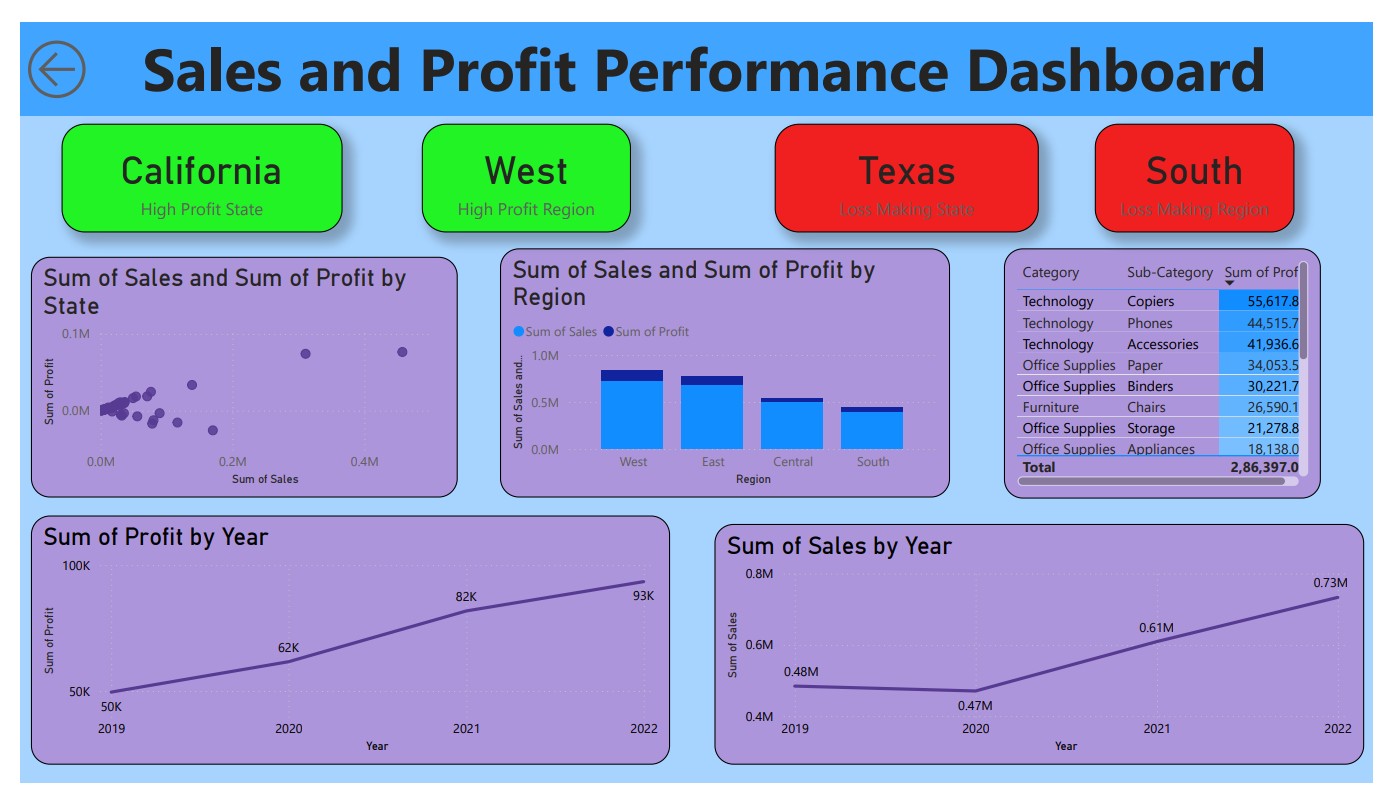 Sales and Profit Performance Dashboard
California
High Profit State
West
High Profit Region
Texas
Loss Making State
South
Loss Making Region
Sum of Sales and Sum of Profit by
State
0.1M
0.0M
Sum of Profit
0.0M 0.2M 0.4M
Sum of Sales
Sum of Sales and Sum of Profit by
Region
Sum of Sales Sum of Profit
1.0M
0.5M
0.0M
Sum of Sales and...
West East Central South
Region
Category Sub-Category Sum of Prof
Technology Copiers 55,617.8
Technology Phones 44,515.7
Technology Accessories 41,936.6
Office Supplies Paper 34,053.5
Office Supplies Binders 30,221.7
Furniture Chairs 26,590.1
Office Supplies Storage 21,278.8
Office Supplies Appliances 18,138.0
Total 2,86,397.0
Sum of Profit by Year
100K
50K
Sum of Profit
50K
62K
82K
93K
2019 2020 2021 2022
Year
Sum of Sales by Year
0.8M
0.6M
0.4M
Sum of Sales
0.48M
0.47M
0.61M
0.73M
2019 2020 2021 2022
Year